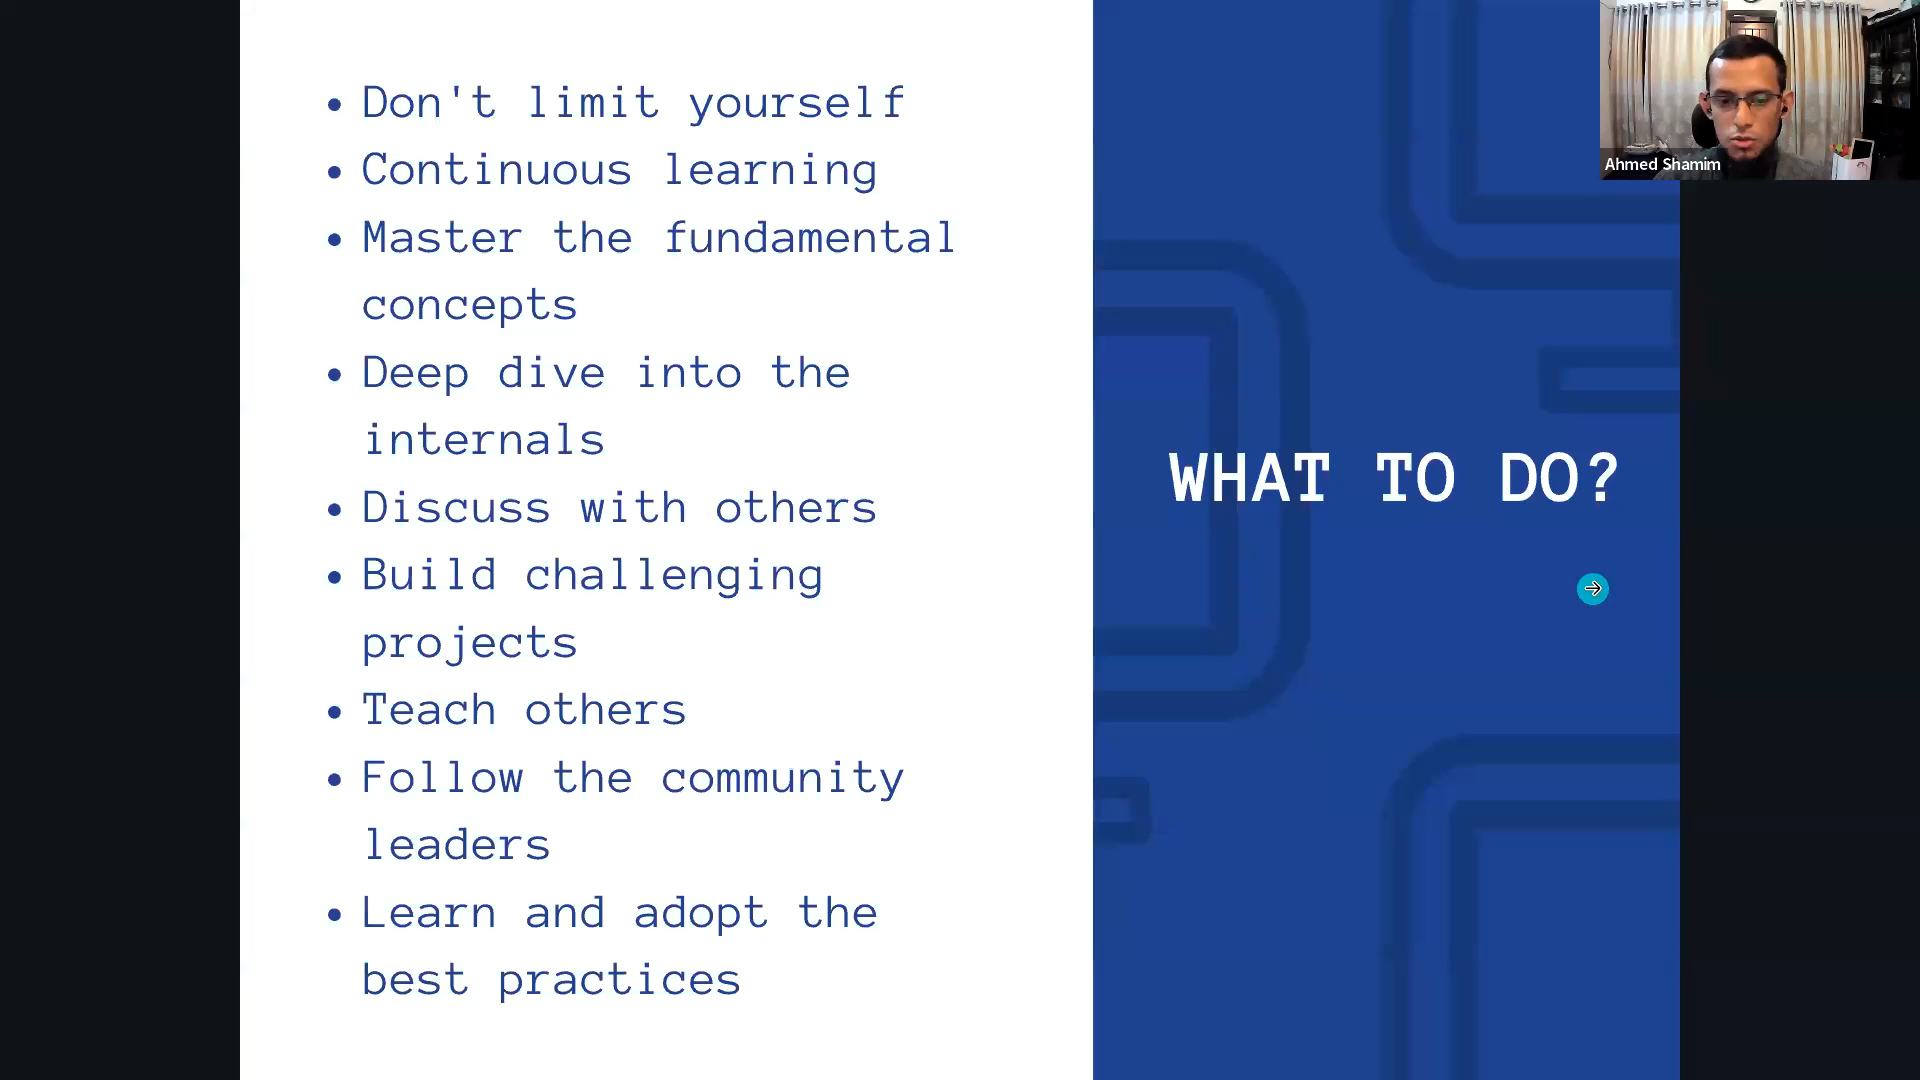 • Don't limit yourself
• Continuous learning
• Master the fundamental
concepts
• Deep dive into the
internals
• Discuss with others
• Build challenging
projects
• Teach others
• Follow the community
leaders
• Learn and adopt the
best practices
WHAT TO DO?
Ahmed Shamim